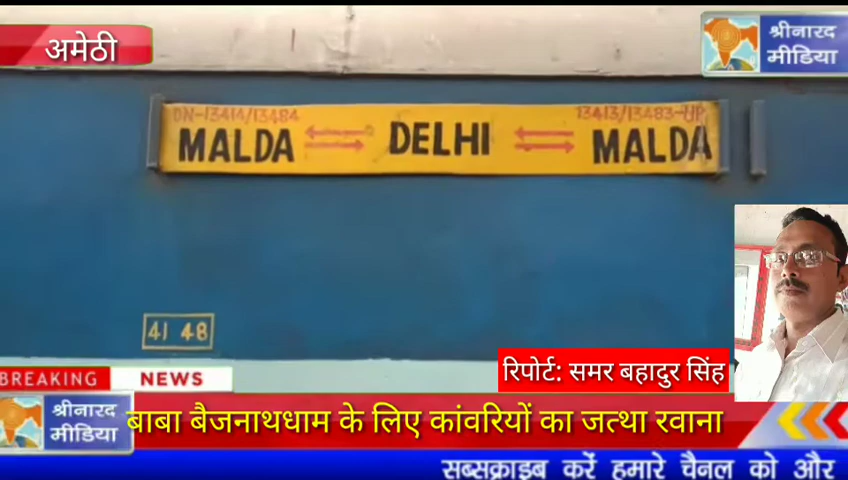 अमेठी
श्रीनारद
मीडिया
DN-13414/13484
13413/13483-UP
MALDA DELHI MALDA
41 48
रिपोर्ट: समर बहादुर सिंह
BREAKING NEWS
श्रीनारद
मीडिया
बाबा बैजनाथधाम के लिए कांवरियों का जत्था रवाना
सब्सक्राइब करें हमारे चैनल को और